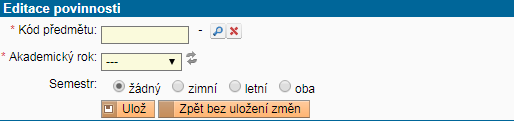 Editace povinnosti
* Kód předmětu: -
* Akademický rok: ---
Semestr: žádný zimní letní oba
Ulož Zpět bez uložení změn